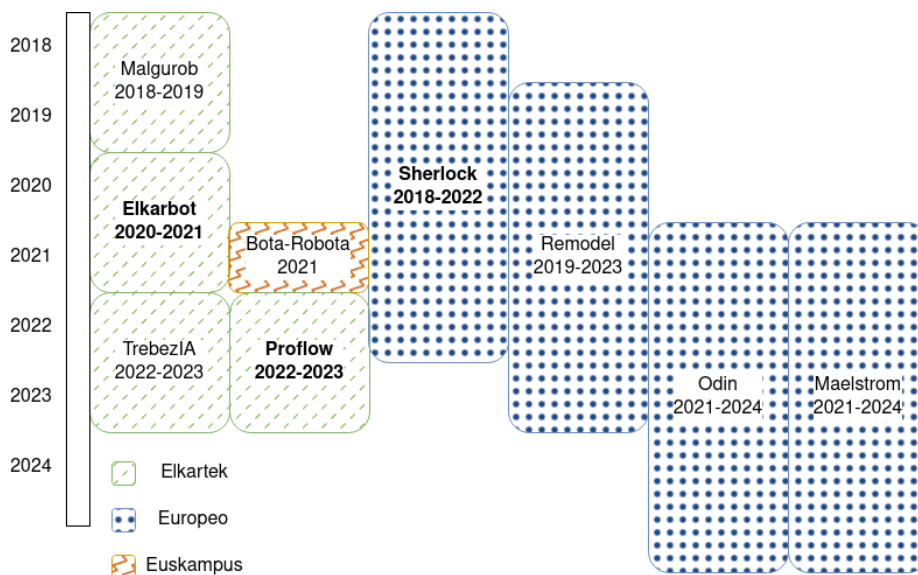 2018
2019
2020
2021
2022
2023
2024
Malgurob
2018-2019
Elkarbot
2020-2021
TrebezIA
2022-2023
Bota-Robota
2021
Proflow
2022-2023
Sherlock
2018-2022
Remodel
2019-2023
Odin
2021-2024
Maelstrom
2021-2024
Elkartek
Europeo
Euskampus